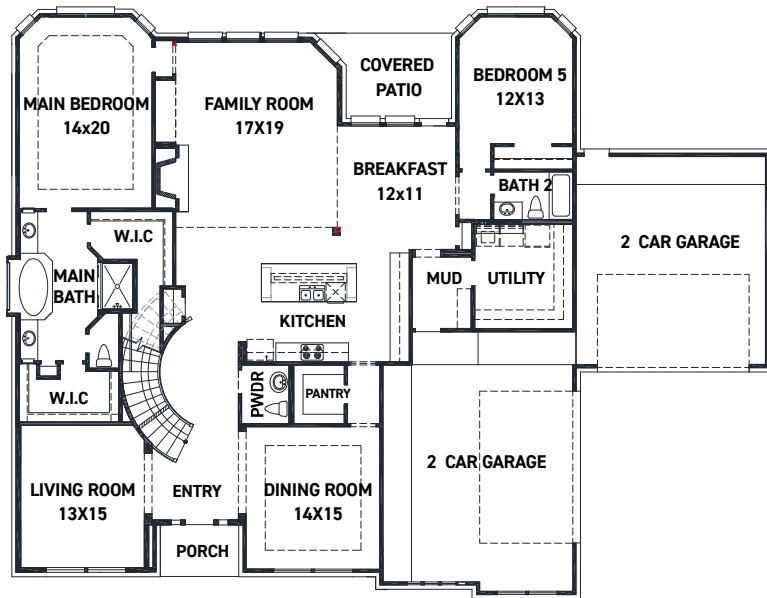 COVERED
PATIO
BEDROOM 5
12X13
MAIN BEDROOM
14x20
FAMILY ROOM
17X19
BREAKFAST
12x11
BATH 2
W.I.C
2 CAR GARAGE
MAIN
BATH
MUD
UTILITY
KITCHEN
W.I.C
PWDR
PANTRY
LIVING ROOM
13X15
ENTRY
DINING ROOM
14X15
2 CAR GARAGE
PORCH